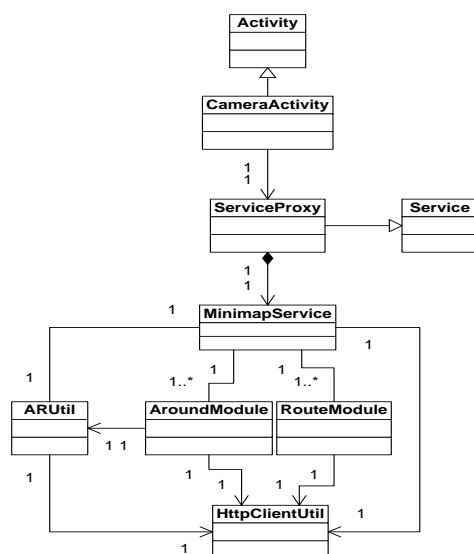 Activity
CameraActivity
1
1
ServiceProxy
Service
1
1
MinimapService
1
1
1
1
1
1..*
1..*
ARUtil
AroundModule
RouteModule
1 1
1
1
1
1
1
1
HttpClientUtil
1